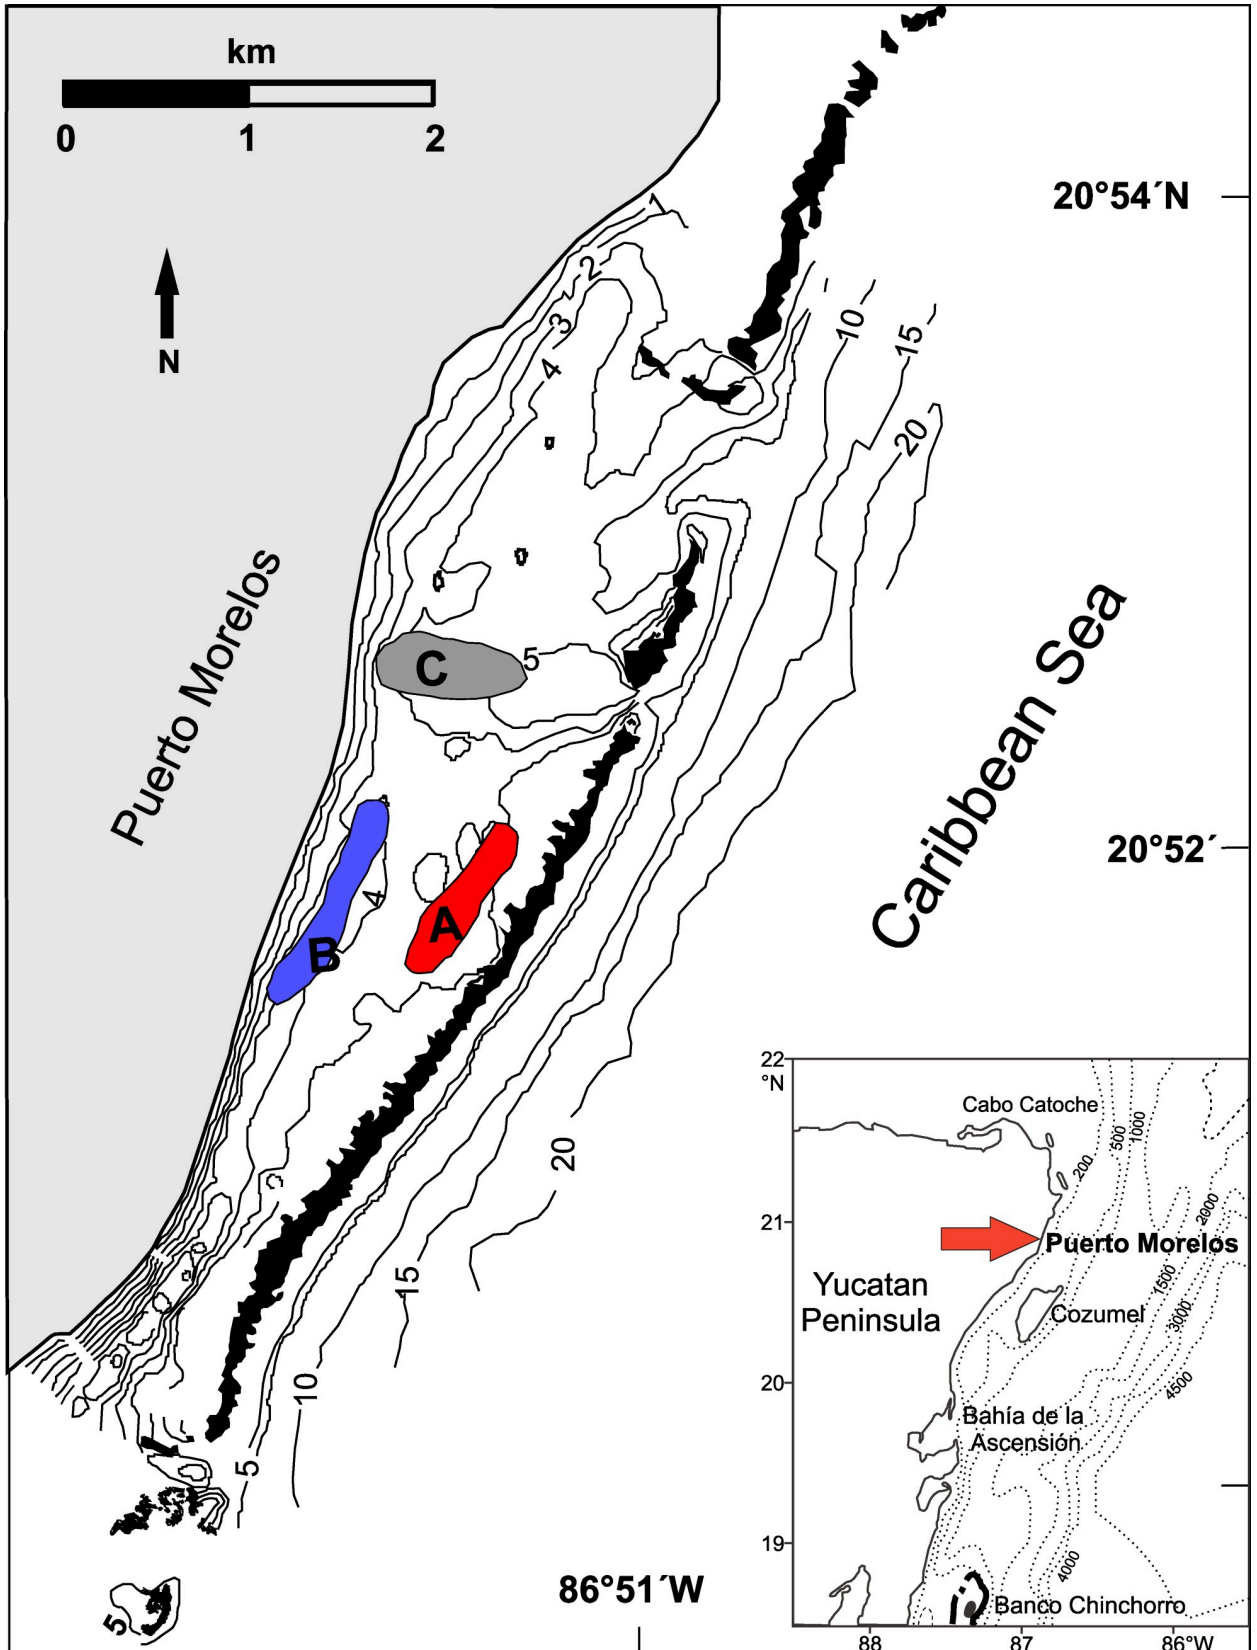 km
0 1 2
20°54´N
N
1
2
3
4
10
15
20
Puerto Morelos
C
5
Caribbean Sea
20°52´
4
A
B
20
15
10
5
5
86°51´W
22
°N
Cabo Catoche
200
500
1000
2000
21
Puerto Morelos
1500
Yucatan
Peninsula
Cozumel
3000
20
4500
Bahía de la
Ascensión
19
4000
Banco Chinchorro
88 87 86°W